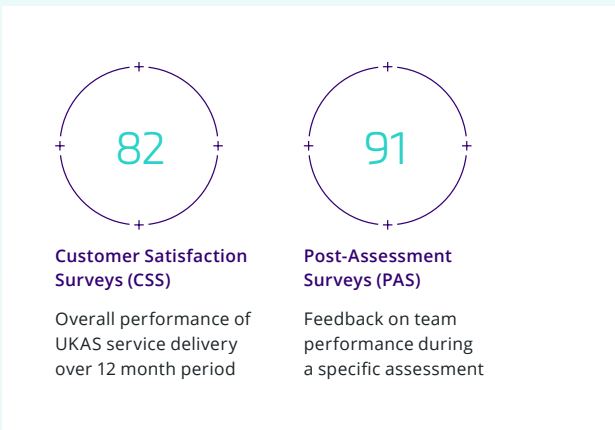 82
Customer Satisfaction
Surveys (CSS)
Overall performance of
UKAS service delivery
over 12 month period
91
Post-Assessment
Surveys (PAS)
Feedback on team
performance during
a specific assessment